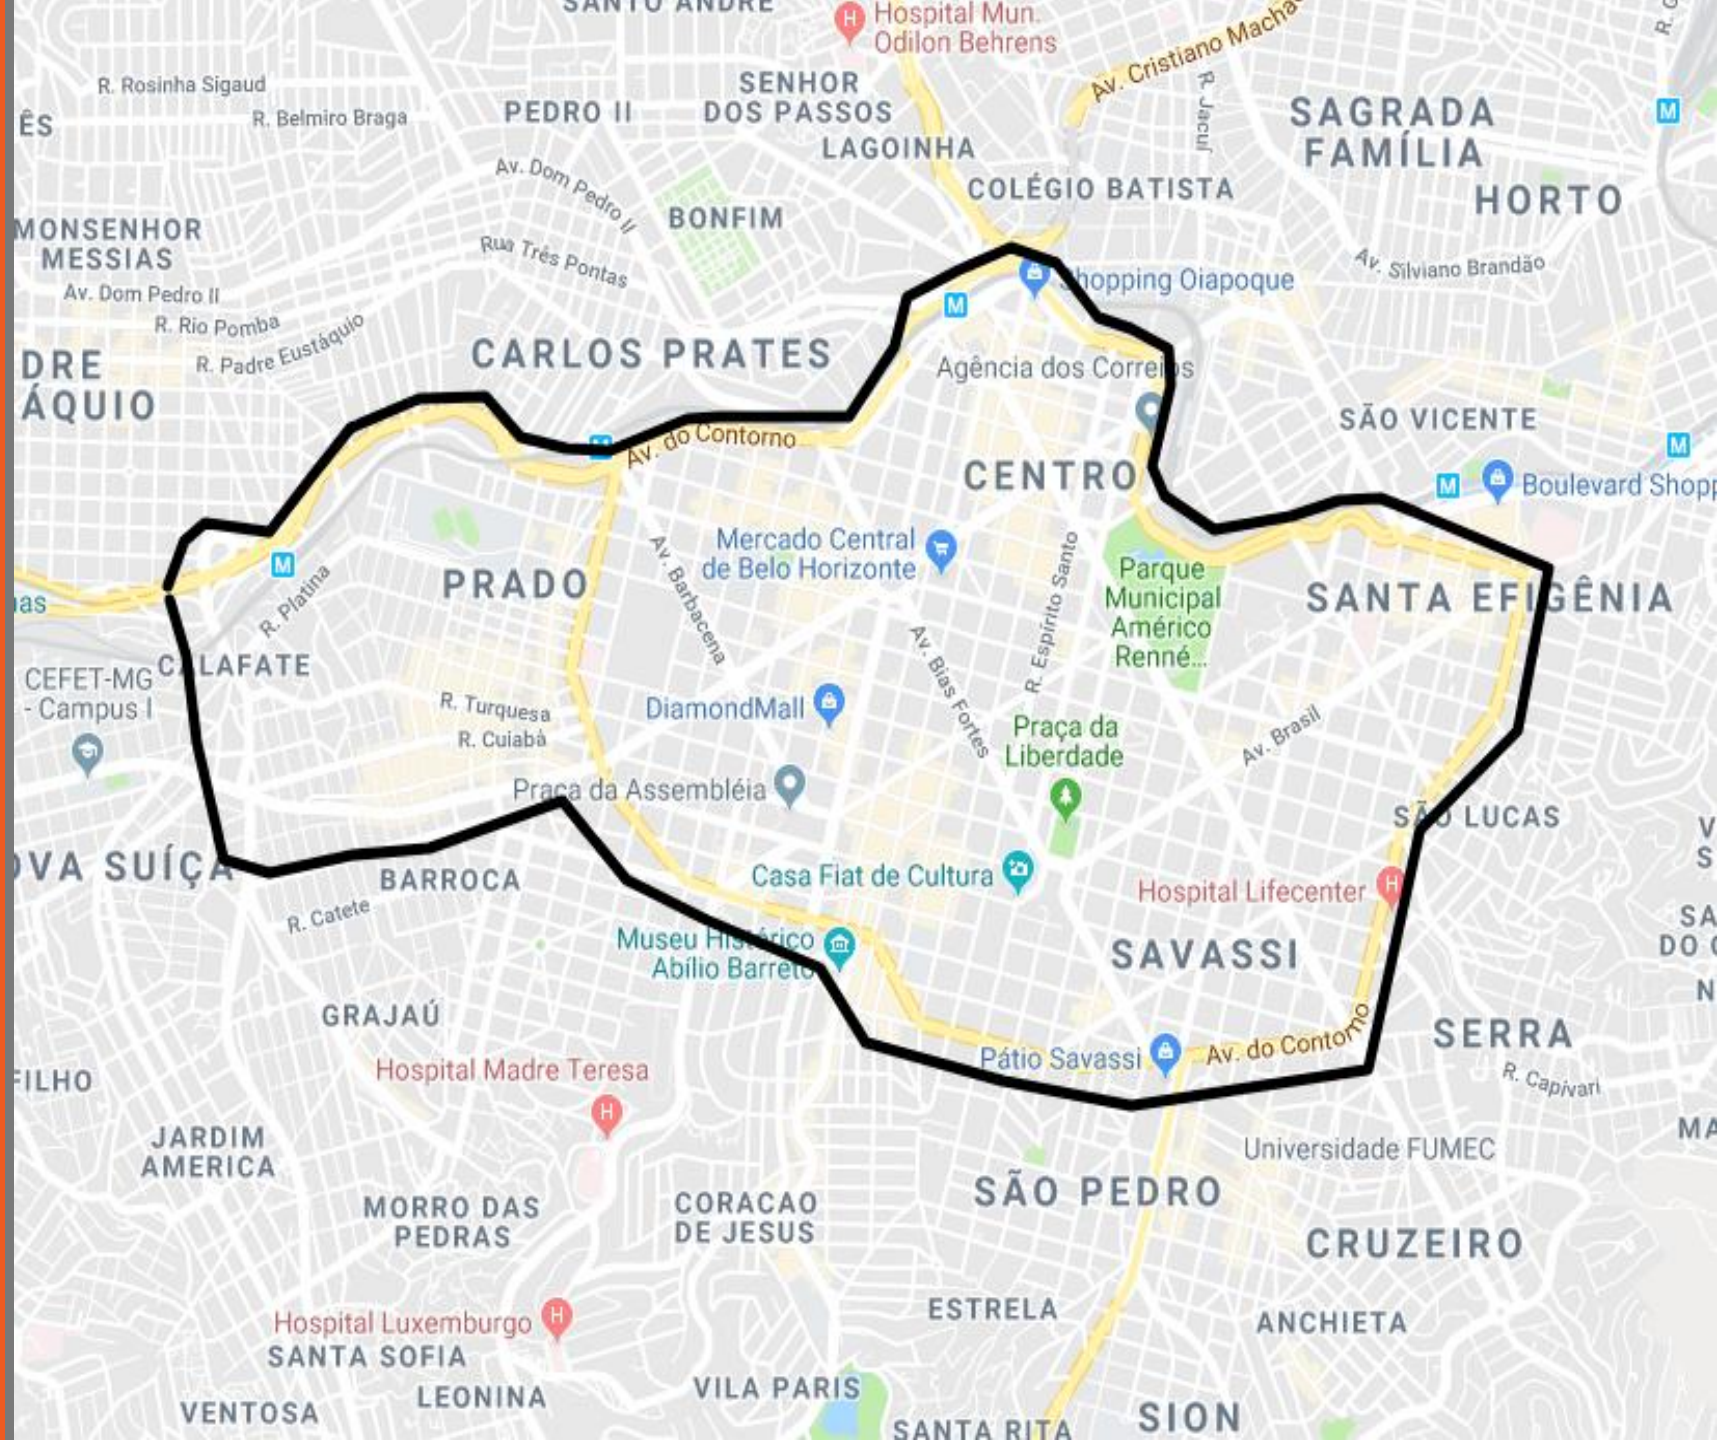 SANTO ANDRÉ
Hospital Mun.
Odilon Behrens
Av. Cristiano Macha
R. Rosinha Sigaud
R. Belmiro Braga
ÊS
PEDRO II
SENHOR
DOS PASSOS
LAGOINHA
R. Jacuí
SAGRADA
FAMÍLIA
M
HORTO
Av. Dom Pedro II
BONFIM
COLÉGIO BATISTA
MONSENHOR
MESSIAS
Rua Três Pontas
Av. Silviano Brandão
Av. Dom Pedro II
M
Shopping Oiapoque
R. Rio Pomba
R. Padre Eustáquio
DRE
ÁQUIO
CARLOS PRATES
Agência dos Correios
SÃO VICENTE
M
Av. do Contorno
M
CENTRO
M
Boulevard Shopp
Mercado Central
de Belo Horizonte
M
PRADO
Av. Barbacena
R. Espírito Santo
Parque
Municipal
Américo
Renné...
SANTA EFIGÊNIA
nas
R. Platina
CALAFATE
CEFET-MG
- Campus I
R. Turquesa
R. Cuiabá
DiamondMall
Av. Bias Fortes
Praça da
Liberdade
Av. Brasil
Praça da Assembléia
SÃO LUCAS
OVA SUÍÇA
BARROCA
Casa Fiat de Cultura
Hospital Lifecenter
H
R. Catete
Museu Histórico
Abílio Barreto
SAVASSI
GRAJAÚ
SERRA
Pátio Savassi
Av. do Contorno
Hospital Madre Teresa
H
FILHO
R. Capivari
JARDIM
AMERICA
Universidade FUMEC
MORRO DAS
PEDRAS
CORACAO
DE JESUS
SÃO PEDRO
CRUZEIRO
Hospital Luxemburgo
H
ESTRELA
ANCHIETA
SANTA SOFIA
LEONINA
VILA PARIS
VENTOSA
SANTA RITA
SION